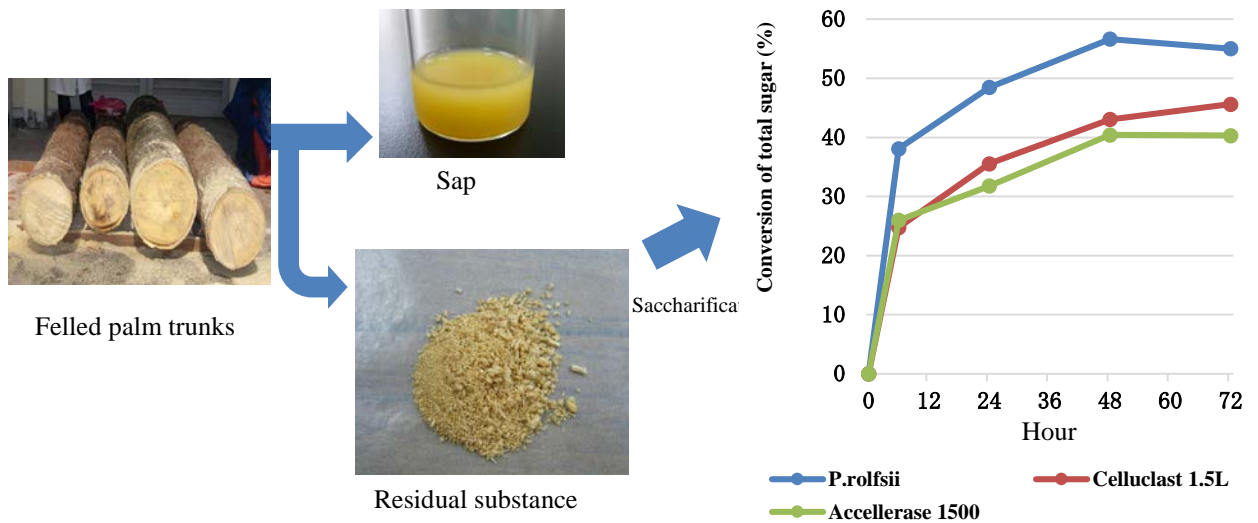 Sap
Felled palm trunks
Residual substance
Conversion of total sugar (%)
60
50
40
30
20
10
0
0 12 24 36 48 60 72
Hour
P.rolfsii Celluclast 1.5L
Accellerase 1500